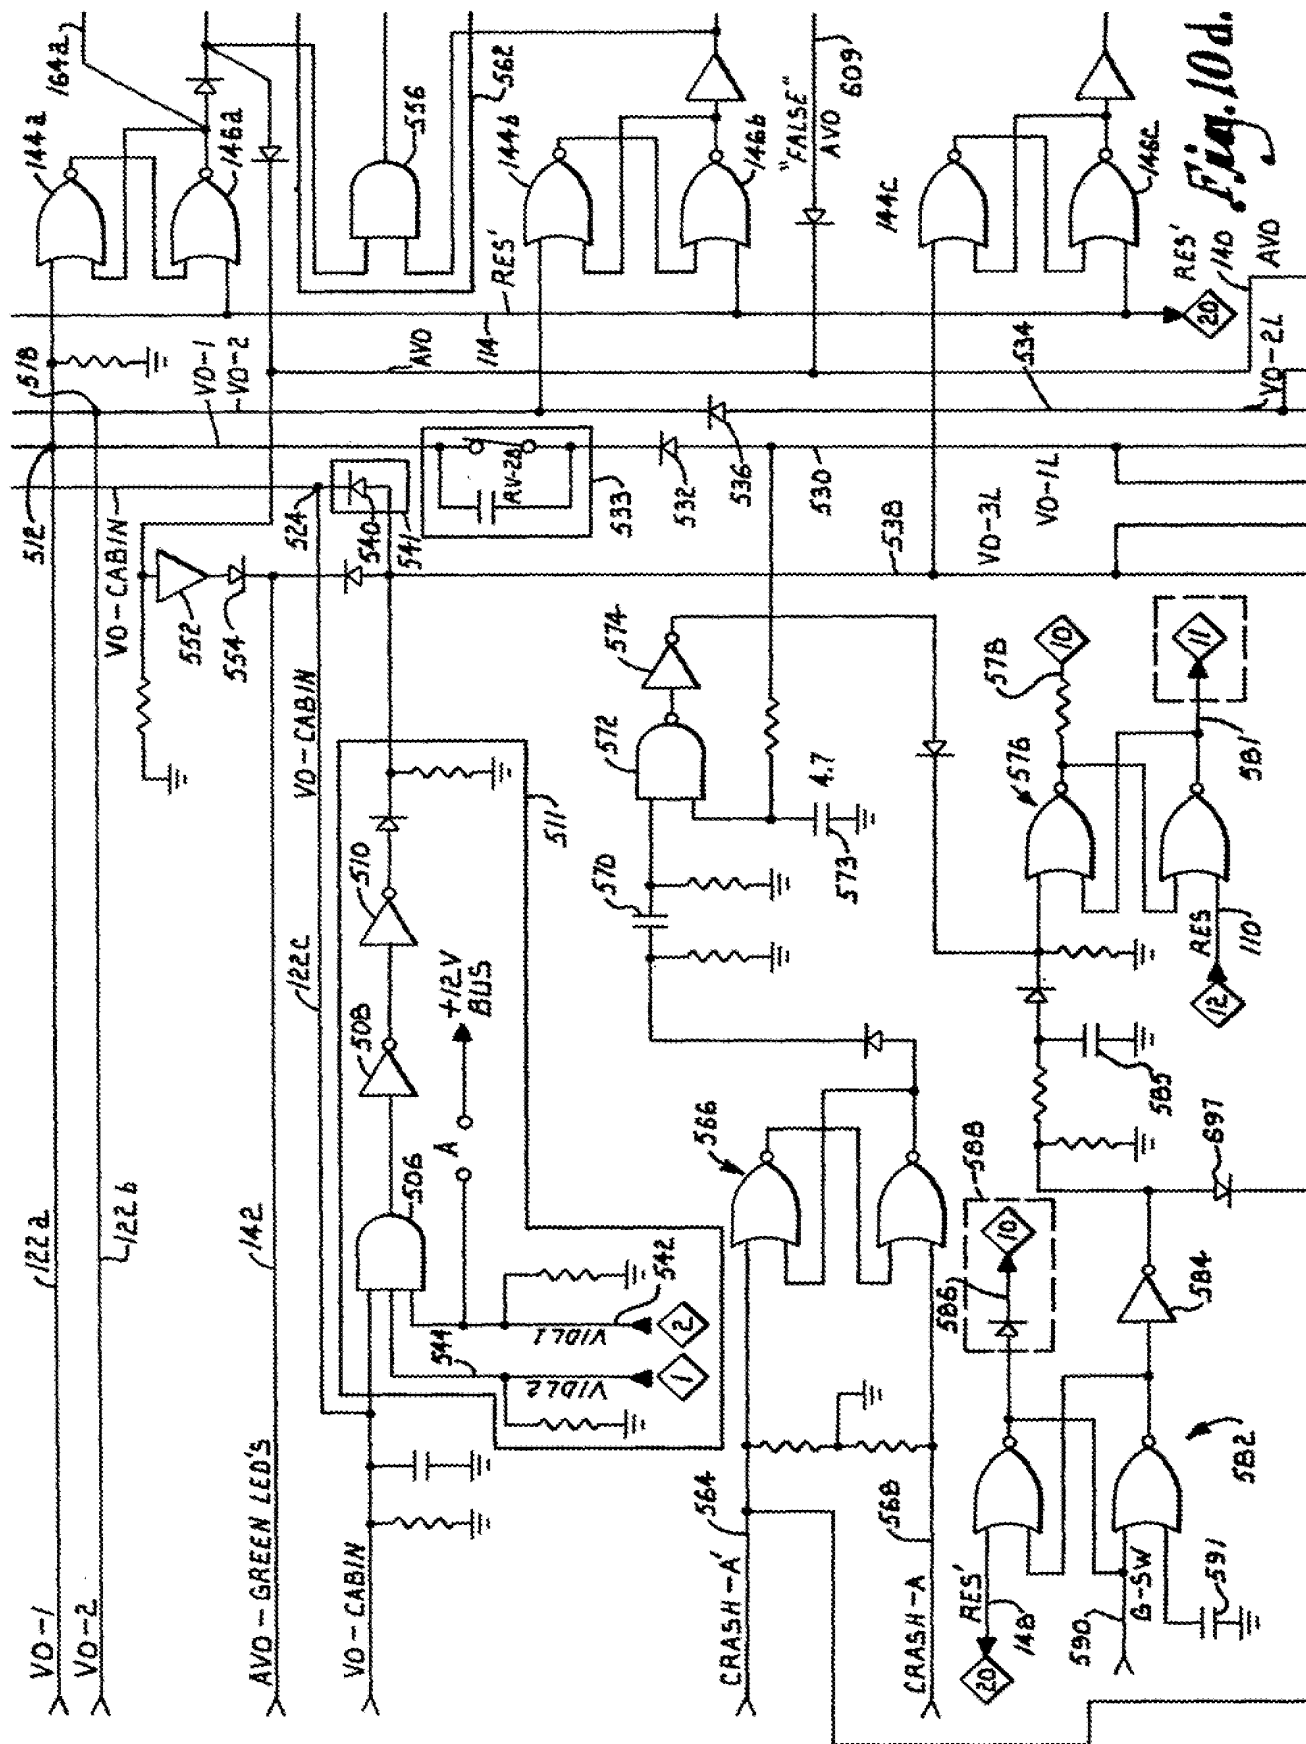 VO-1
VO-2
AVO-GREEN LED'S
VO-CABIN
CRASH-A'
CRASH-A
122a
122b
142
122c
VO-CABIN
VO-CABIN
512
518
VO-1
VO-2
144a
164a
146a
556
562
144b
146b
RES'
114
AVO
"FALSE"
AVO
609
144c
146c
RES'
140
20
AVO
Fig. 10d.
534
VO-2L
536
530
532
533
RV-2B
524
540
541
538
VO-3L
VO-1L
552
554
511
510
508
506
A
+12V
BUS
544
542
VIDL1
VIDL2
2
1
574
572
570
4.7
573
578
10
576
11
581
RES
110
12
585
697
566
564
568
588
10
586
584
582
RES'
148
20
590
G-SW
591